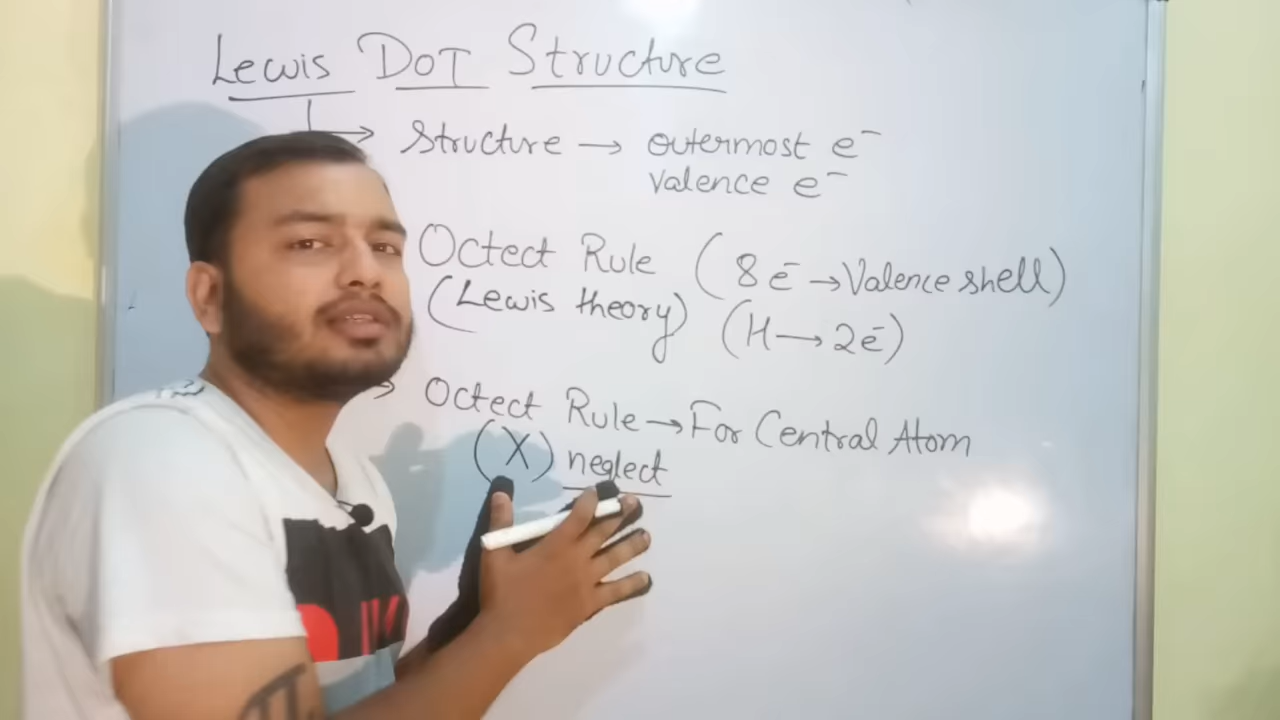 Lewis DOT Structure
Structure → outermost e⁻
Valence e⁻
Octect Rule (8e⁻ → Valence shell)
(Lewis theory) (H → 2e⁻)
→ Octect Rule → For Central Atom
(X) neglect